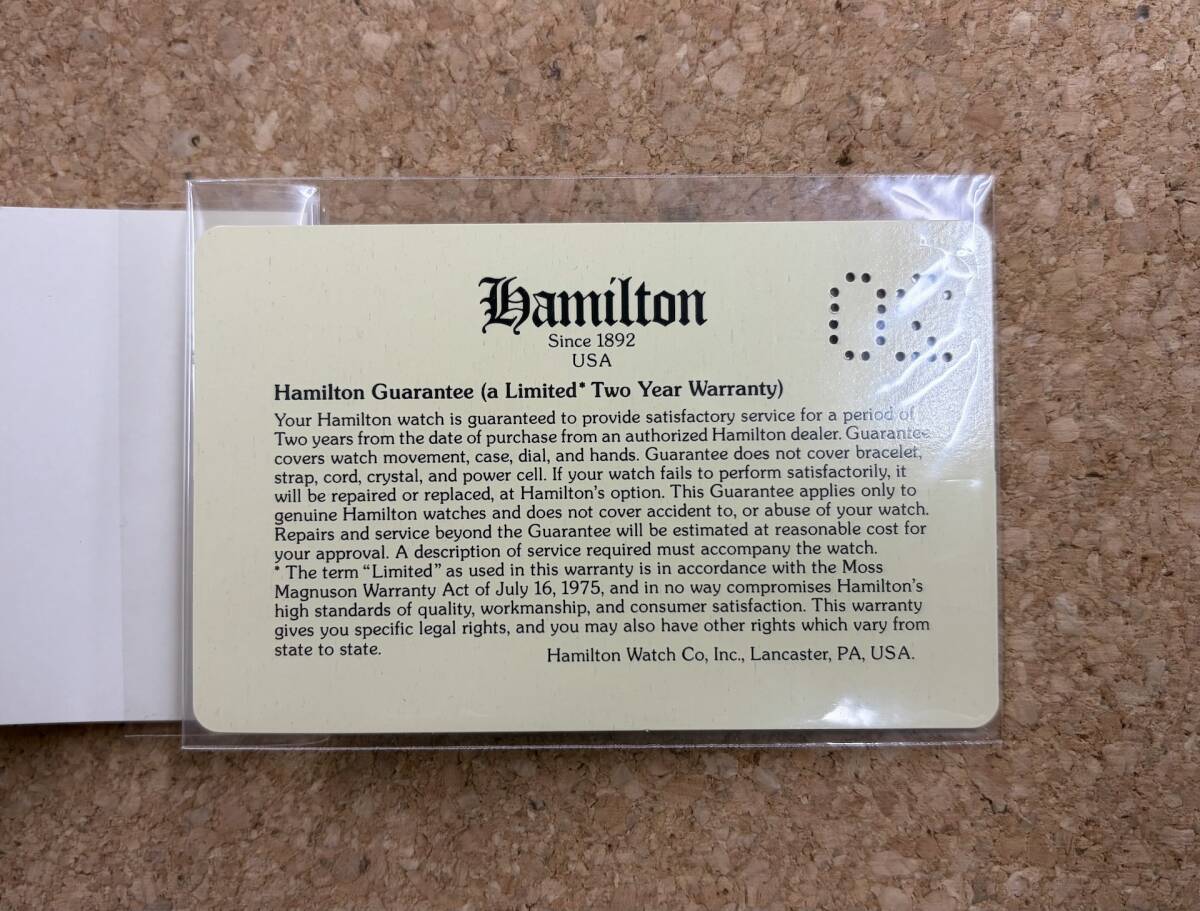 Hamilton
Since 1892
USA
Hamilton Guarantee (a Limited* Two Year Warranty)
Your Hamilton watch is guaranteed to provide satisfactory service for a period of
Two years from the date of purchase from an authorized Hamilton dealer. Guarantee
covers watch movement, case, dial, and hands. Guarantee does not cover bracelet,
strap, cord, crystal, and power cell. If your watch fails to perform satisfactorily, it
will be repaired or replaced, at Hamilton's option. This Guarantee applies only to
genuine Hamilton watches and does not cover accident to, or abuse of your watch.
Repairs and service beyond the Guarantee will be estimated at reasonable cost for
your approval. A description of service required must accompany the watch.
* The term “Limited” as used in this warranty is in accordance with the Moss
Magnuson Warranty Act of July 16, 1975, and in no way compromises Hamilton's
high standards of quality, workmanship, and consumer satisfaction. This warranty
gives you specific legal rights, and you may also have other rights which vary from
state to state.
Hamilton Watch Co, Inc., Lancaster, PA, USA.